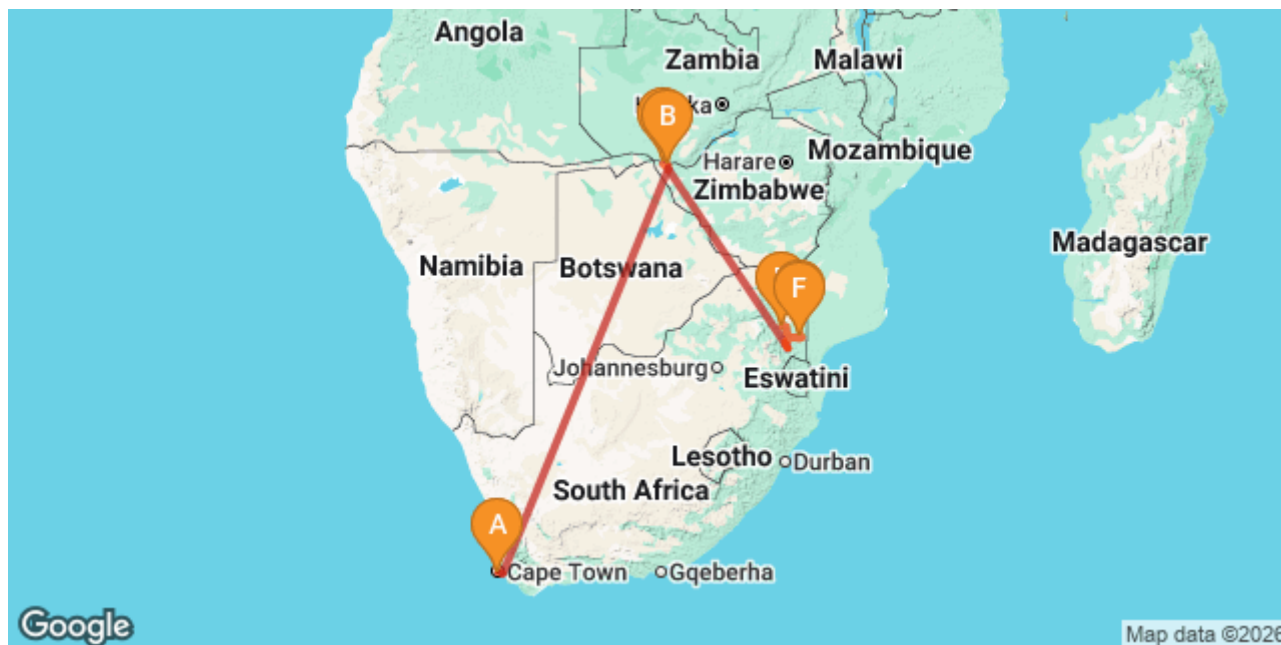 Angola
Zambia
Malawi
B
ka
Harare
Mozambique
Zimbabwe
Madagascar
Namibia
Botswana
F
Johannesburg
Eswatini
Lesotho
Durban
South Africa
A
Cape Town
Gqeberha
Google
Map data ©2026